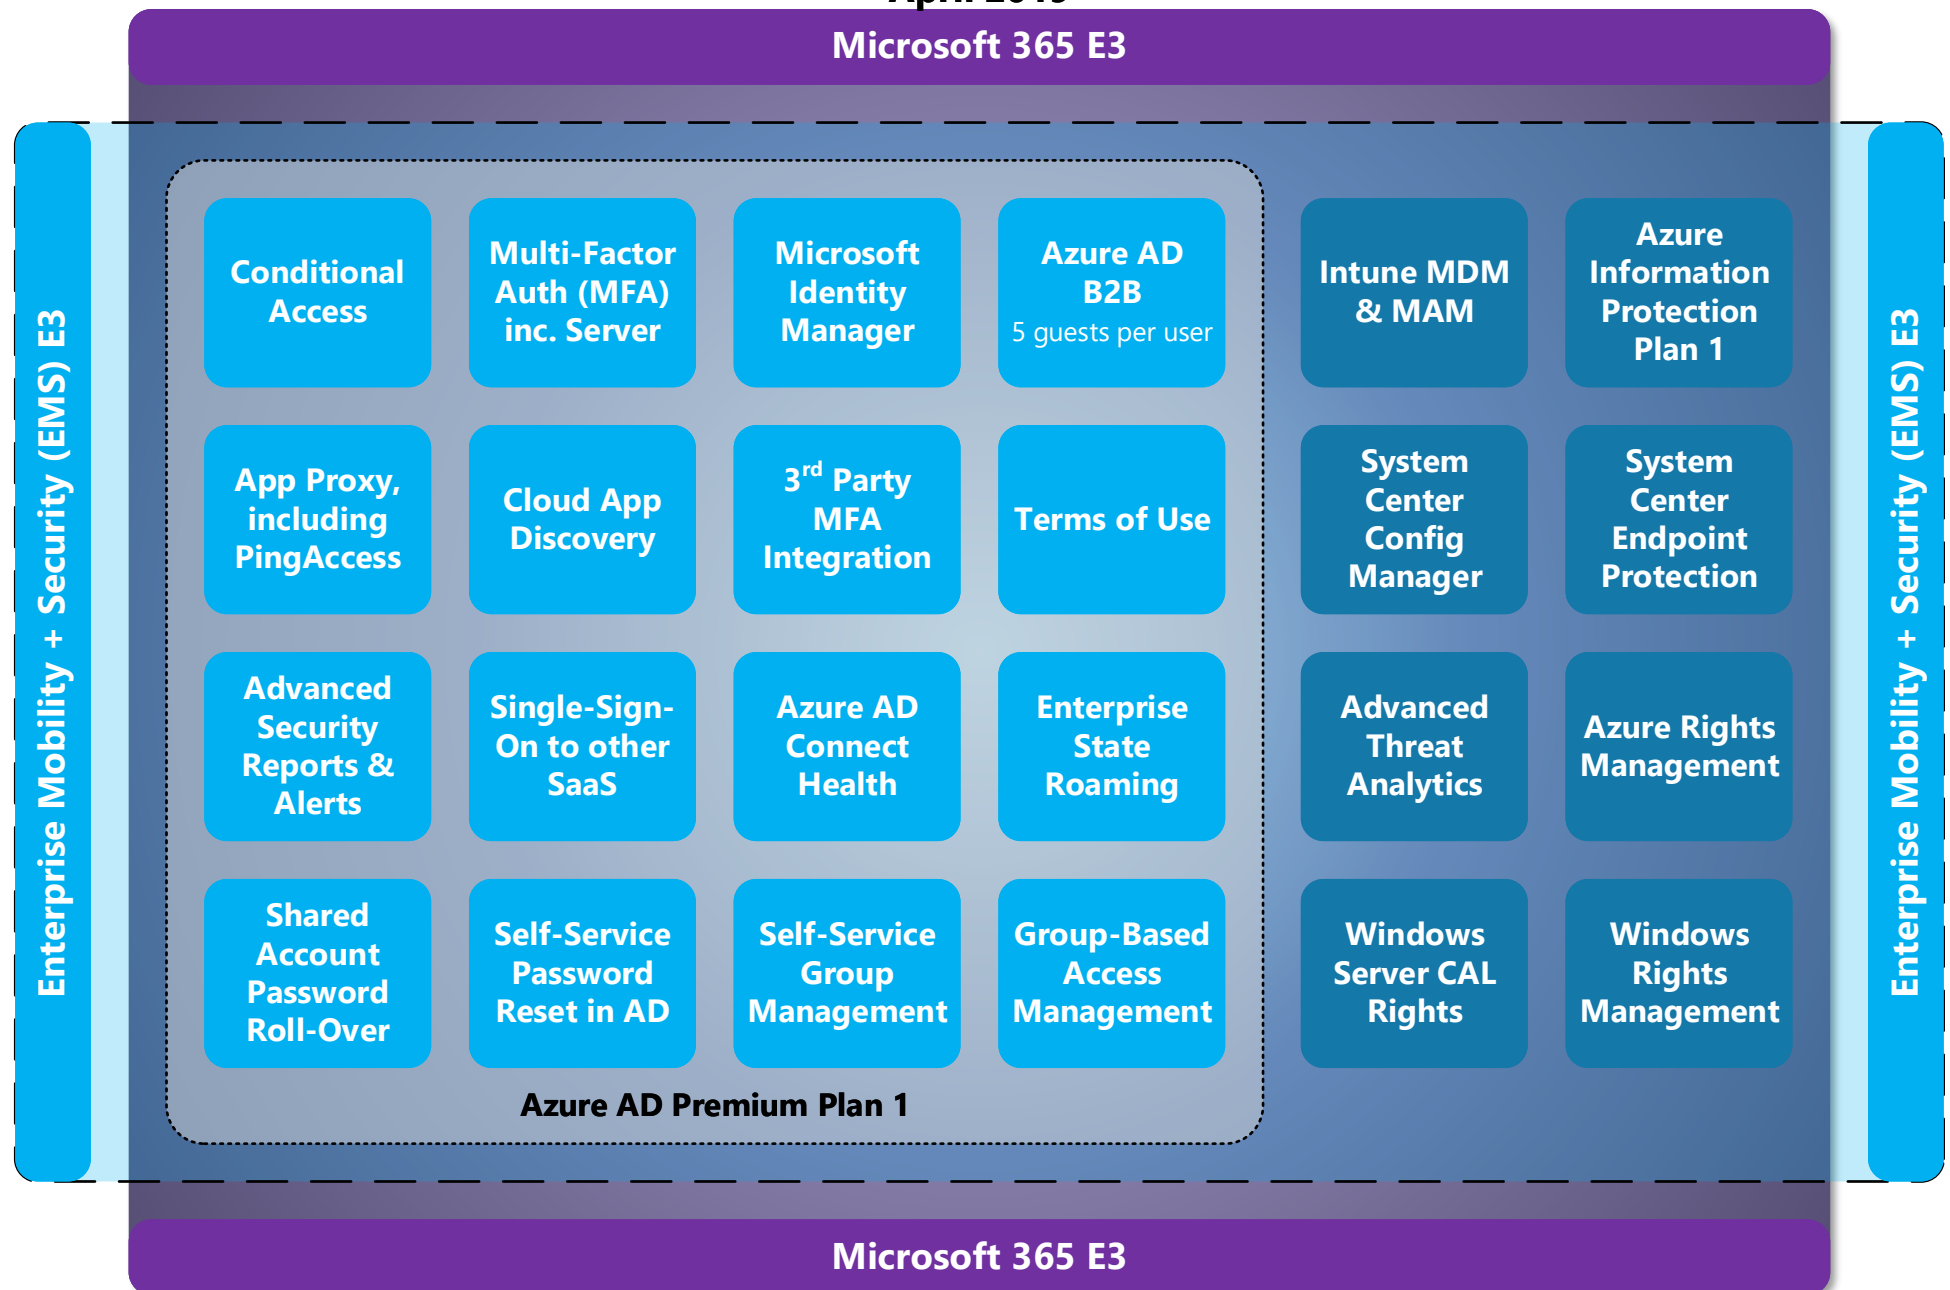 Microsoft 365 E3
Enterprise Mobility + Security (EMS) E3
Conditional
Access
Multi-Factor
Auth (MFA)
inc. Server
Microsoft
Identity
Manager
Azure AD
B2B
5 guests per user
Intune MDM
& MAM
Azure
Information
Protection
Plan 1
App Proxy,
including
PingAccess
Cloud App
Discovery
3rd Party
MFA
Integration
Terms of Use
System
Center
Config
Manager
System
Center
Endpoint
Protection
Advanced
Security
Reports &
Alerts
Single-Sign-
On to other
SaaS
Azure AD
Connect
Health
Enterprise
State
Roaming
Advanced
Threat
Analytics
Azure Rights
Management
Shared
Account
Password
Roll-Over
Self-Service
Password
Reset in AD
Self-Service
Group
Management
Group-Based
Access
Management
Windows
Server CAL
Rights
Windows
Rights
Management
Azure AD Premium Plan 1
Enterprise Mobility + Security (EMS) E3
Microsoft 365 E3